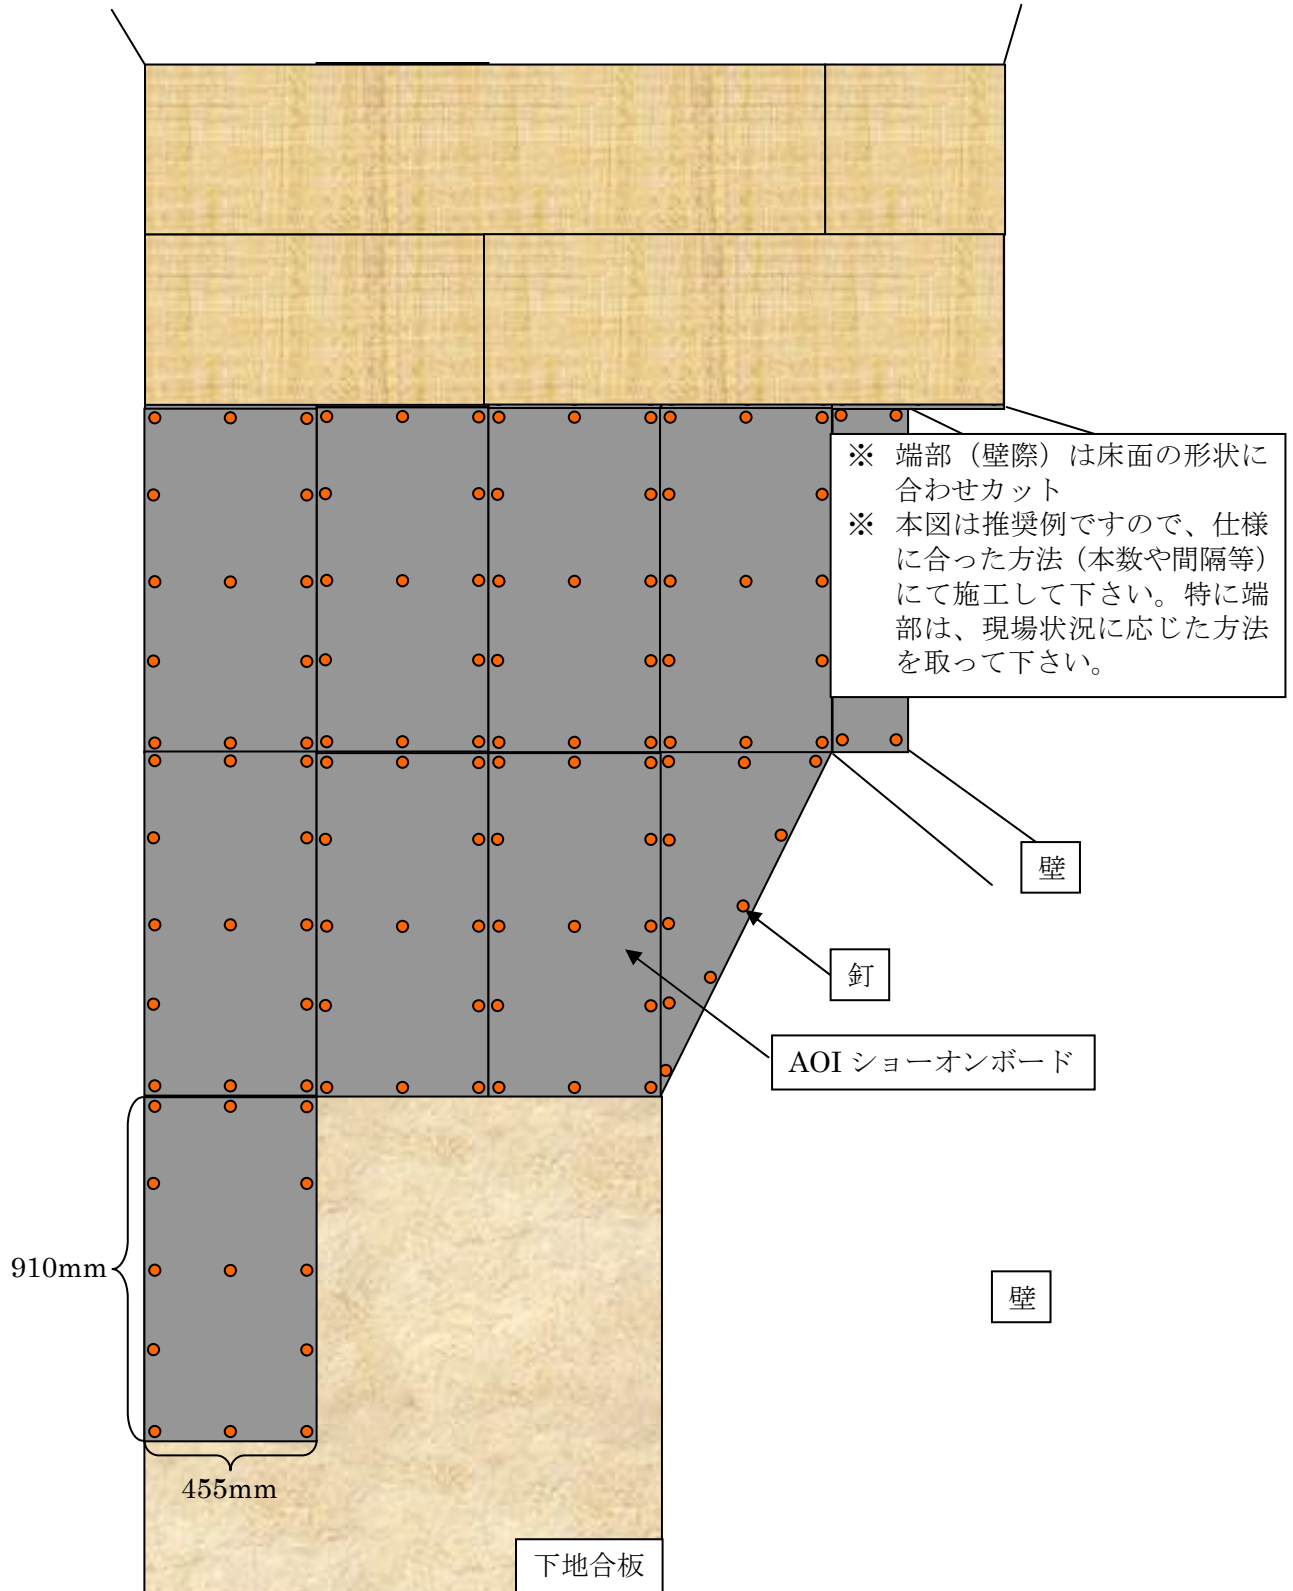 ※ 端部（壁際）は床面の形状に
合わせカット
※ 本図は推奨例ですので、仕様
に合った方法（本数や間隔等）
にて施工して下さい。特に端
部は、現場状況に応じた方法
を取って下さい。
壁
釘
AOI ショーオンボード
910mm
壁
455mm
下地合板